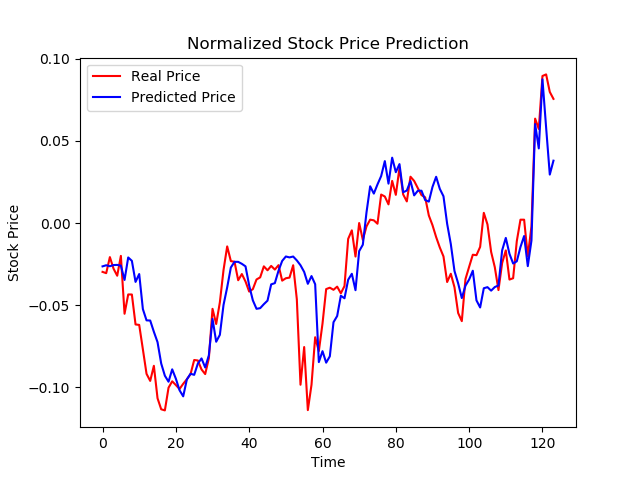 Normalized Stock Price Prediction
Real Price
Predicted Price
Stock Price
0.10
0.05
0.00
−0.05
−0.10
0 20 40 60 80 100 120
Time